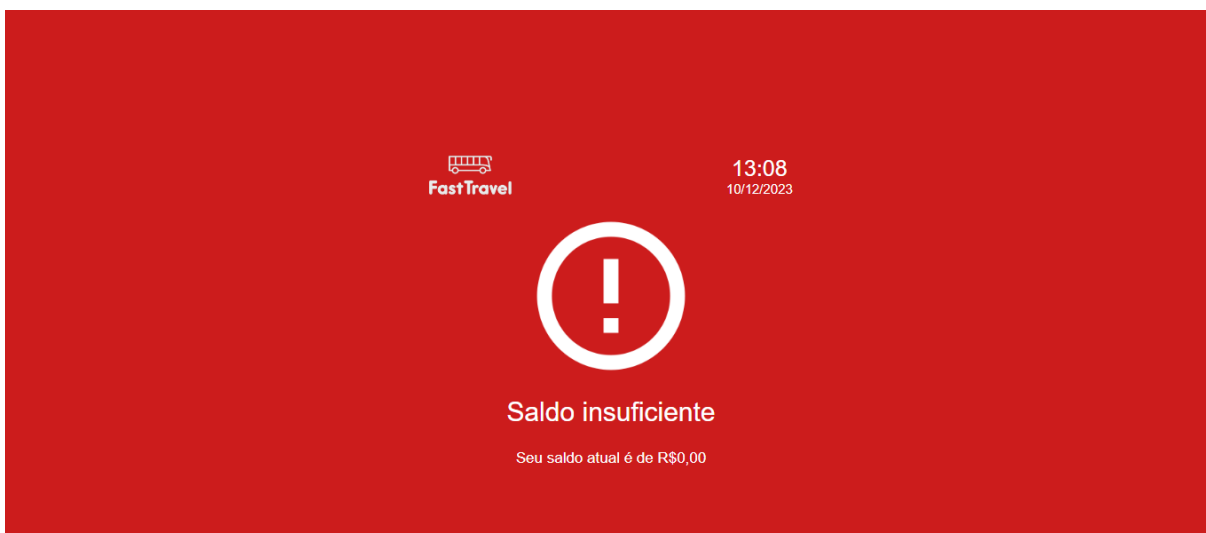 FastTravel
13:08
10/12/2023
Saldo insuficiente
Seu saldo atual é de R$0,00